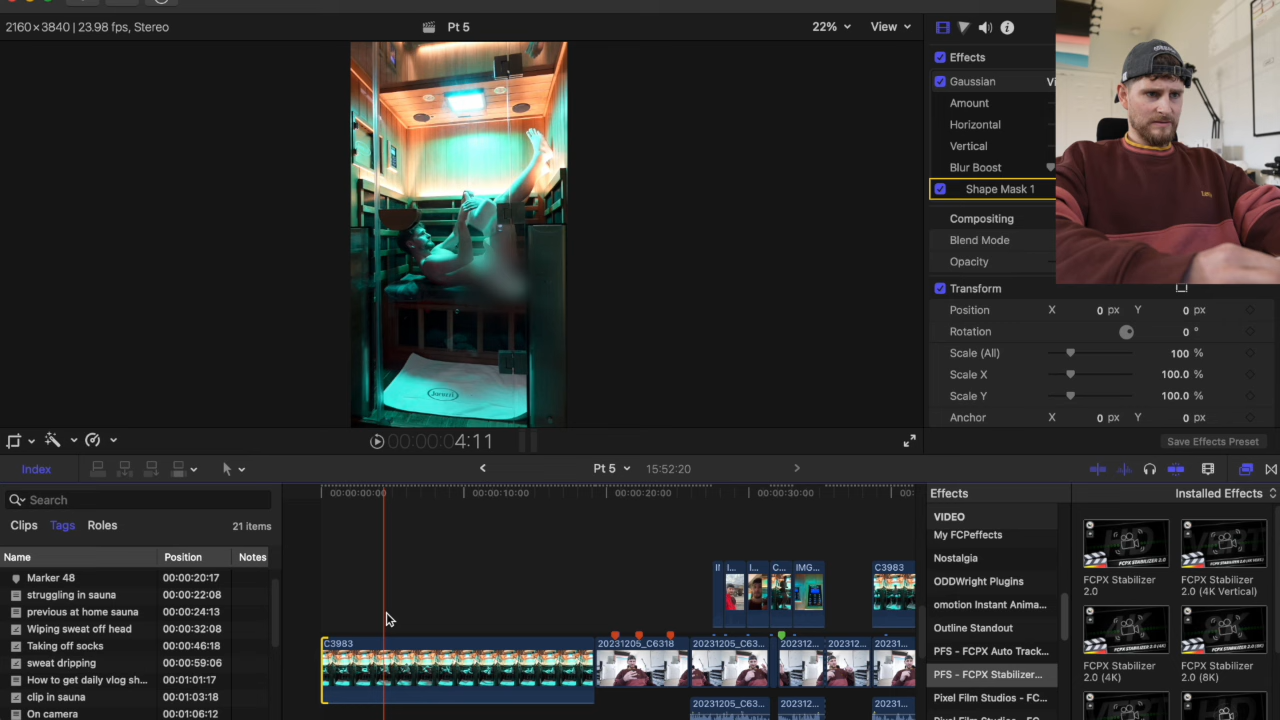 2160×3840 | 23.98 fps, Stereo
Pt 5
22%
View
Effects
Gaussian
Amount
Horizontal
Vertical
Blur Boost
Shape Mask 1
Compositing
Blend Mode
Opacity
Transform
Position X 0 px Y 0 px
Rotation 0 °
Scale (All) 100 %
Scale X 100.0 %
Scale Y 100.0 %
Anchor X 0 px Y 0 px
Save Effects Preset
00:00:04:11
Index
Pt 5
15:52:20
Search
Clips Tags Roles 21 items
Name Position Notes
Marker 48 00:00:20:17
struggling in sauna 00:00:22:08
previous at home sauna 00:00:24:13
Wiping sweat off head 00:00:32:08
Taking off socks 00:00:46:18
sweat dripping 00:00:59:06
How to get daily vlog sh... 00:01:01:17
clip in sauna 00:01:03:18
On camera 00:01:06:12
00:00:00:00 00:00:10:00 00:00:20:00 00:00:30:00 00:
I... I... C... IMG... C3983
C3983 20231205_C6318 20231205_C63... 202312... 202312... 20231...
20231205_C63... 202312... 20231...
Effects
VIDEO
My FCPeffects
Nostalgia
ODDWright Plugins
omotion Instant Anima...
Outline Standout
PFS - FCPX Auto Track...
PFS - FCPX Stabilizer...
Pixel Film Studios - FC...
Installed Effects
FCPX Stabilizer 2.0
FCPX Stabilizer 2.0 (4K Vertical)
FCPX Stabilizer 2.0 (4K)
FCPX Stabilizer 2.0 (8K)